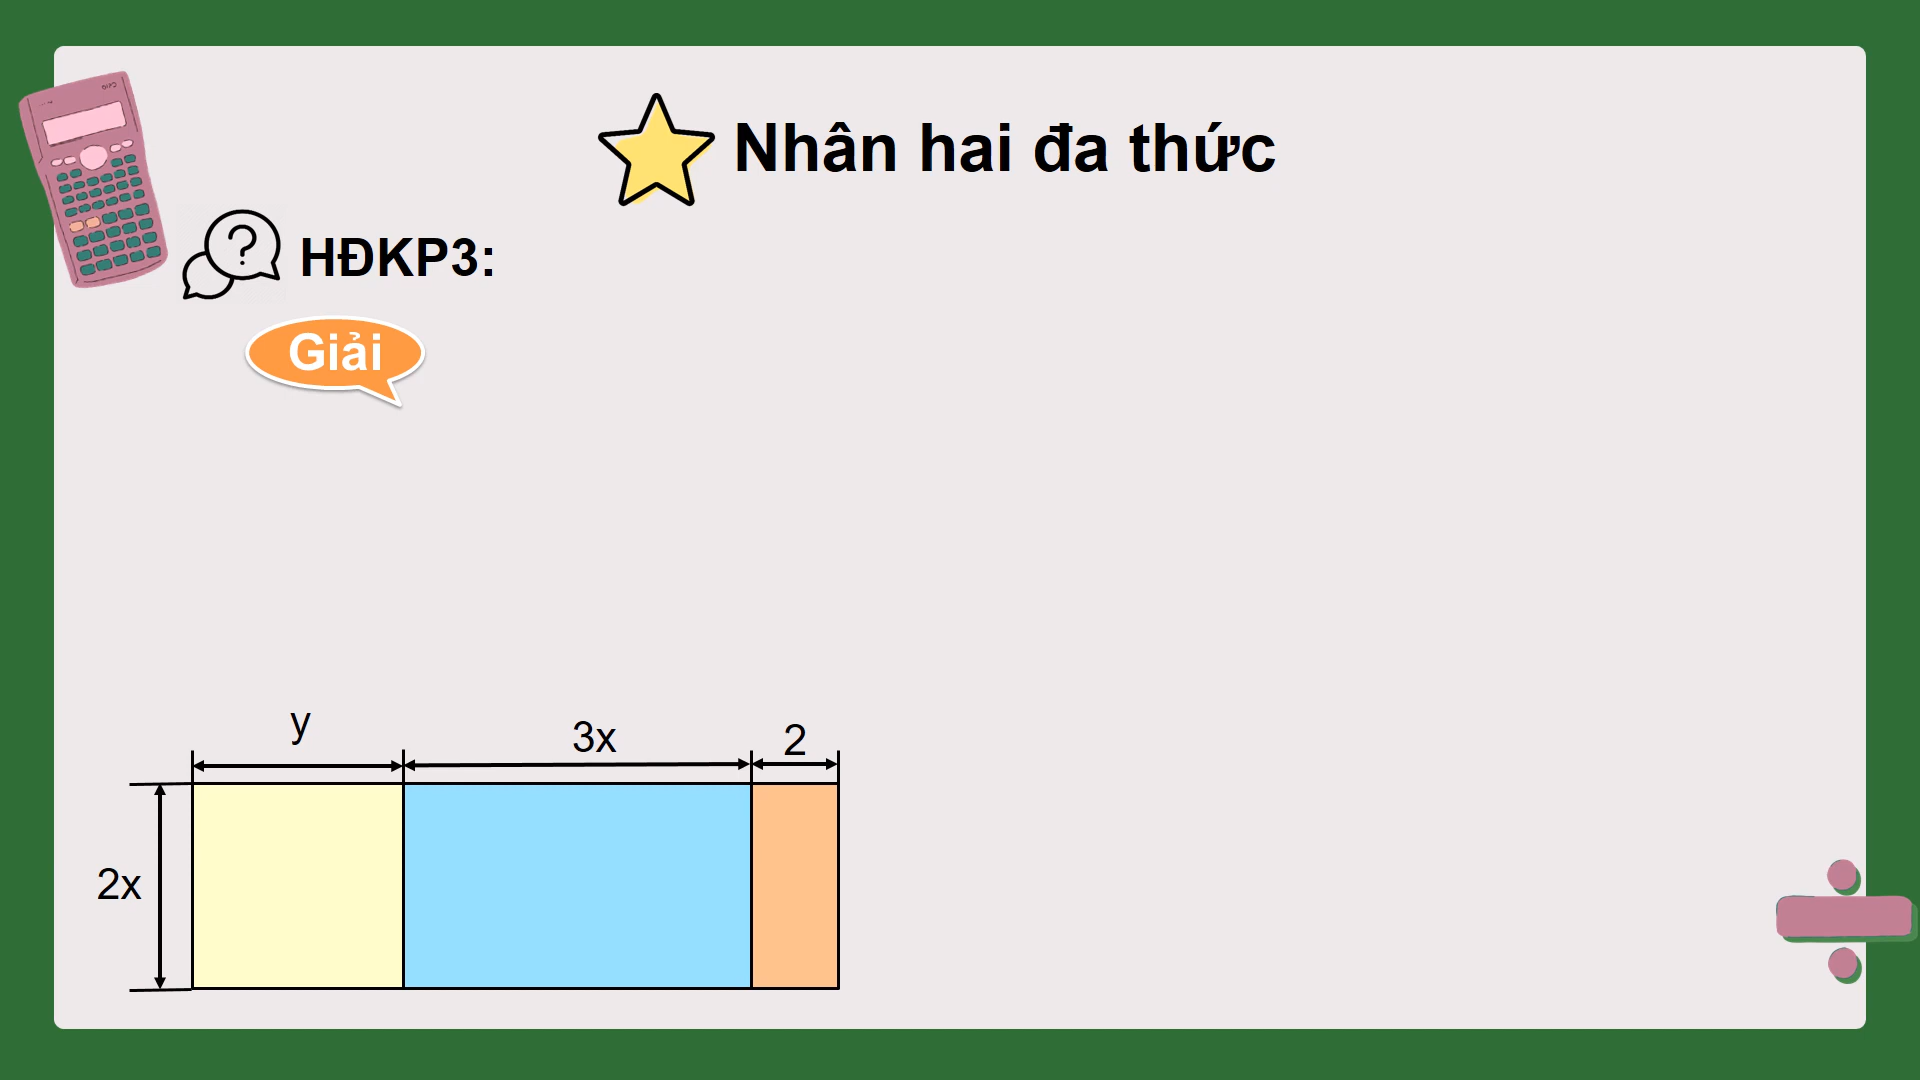 Nhân hai đa thức
HĐKP3:
Giải
y
3x
2
2x